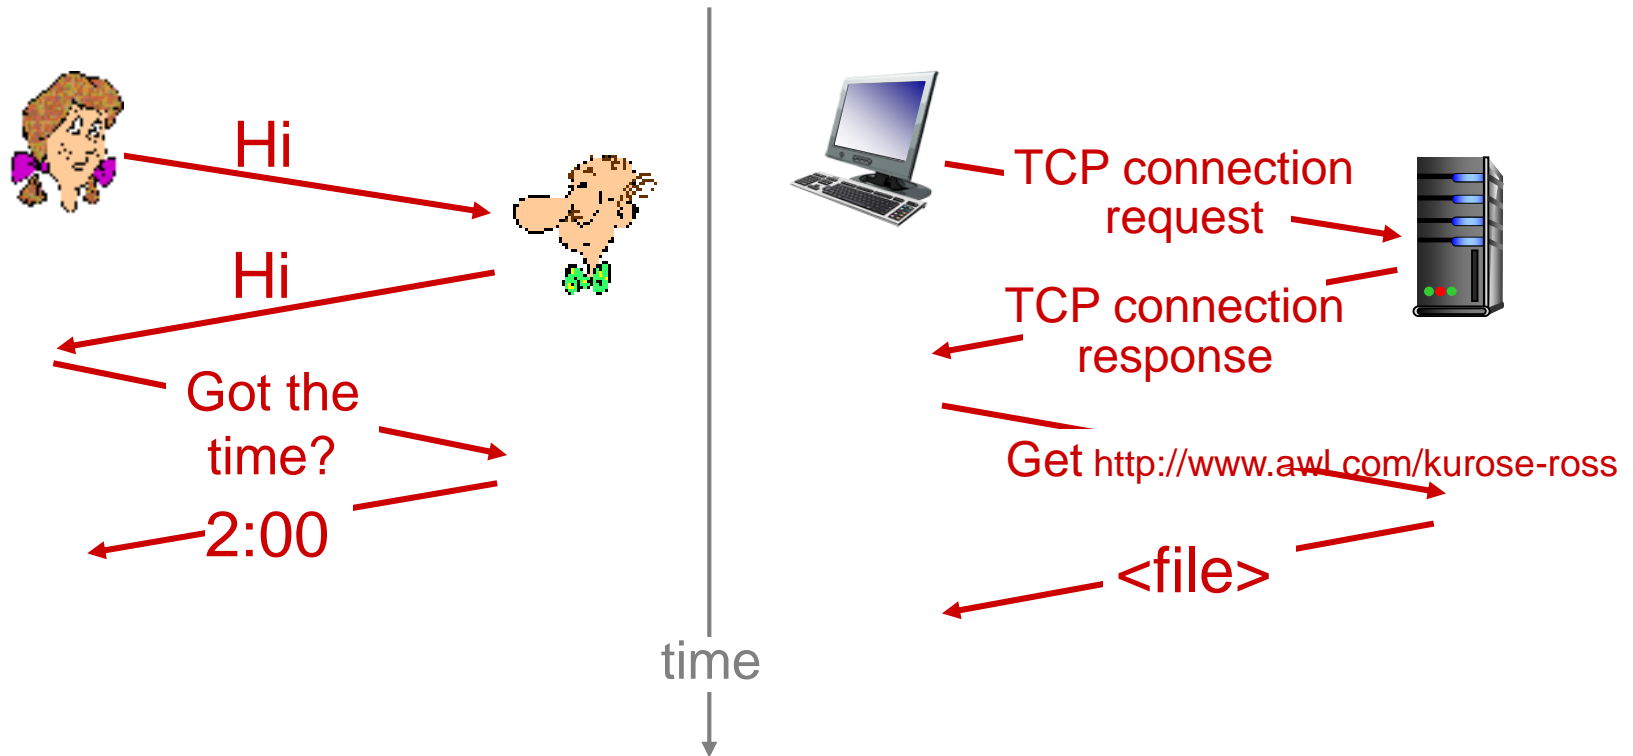 Hi
Hi
Got the
time?
2:00
time
TCP connection
request
TCP connection
response
Get http://www.awl.com/kurose-ross
<file>